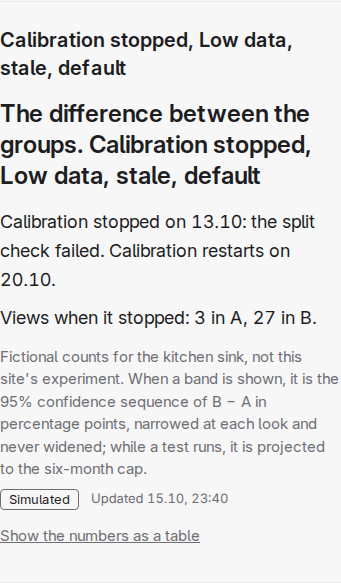 Calibration stopped, Low data,
stale, default
The difference between the
groups. Calibration stopped,
Low data, stale, default
Calibration stopped on 13.10: the split
check failed. Calibration restarts on
20.10.
Views when it stopped: 3 in A, 27 in B.
Fictional counts for the kitchen sink, not this
site's experiment. When a band is shown, it is the
95% confidence sequence of B − A in
percentage points, narrowed at each look and
never widened; while a test runs, it is projected
to the six-month cap.
Simulated Updated 15.10, 23:40
Show the numbers as a table